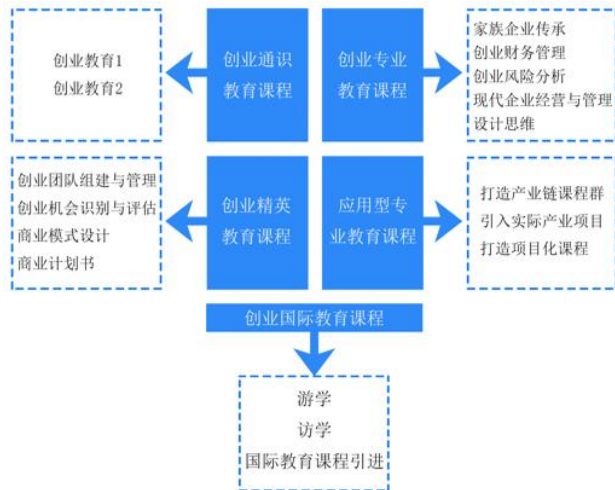 创业教育1
创业教育2
创业通识
教育课程
创业专业
教育课程
家族企业传承
创业财务管理
创业风险分析
现代企业经营与管理
设计思维
创业团队组建与管理
创业机会识别与评估
商业模式设计
商业计划书
创业精英
教育课程
应用型专
业教育课程
打造产业链课程群
引入实际产业项目
打造项目化课程
创业国际教育课程
游学
访学
国际教育课程引进